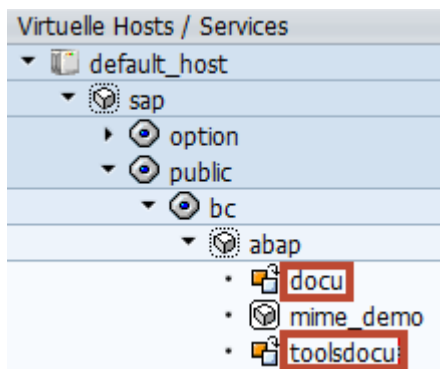 Virtuelle Hosts / Services
default_host
sap
option
public
bc
abap
docu
mime_demo
toolsdocu